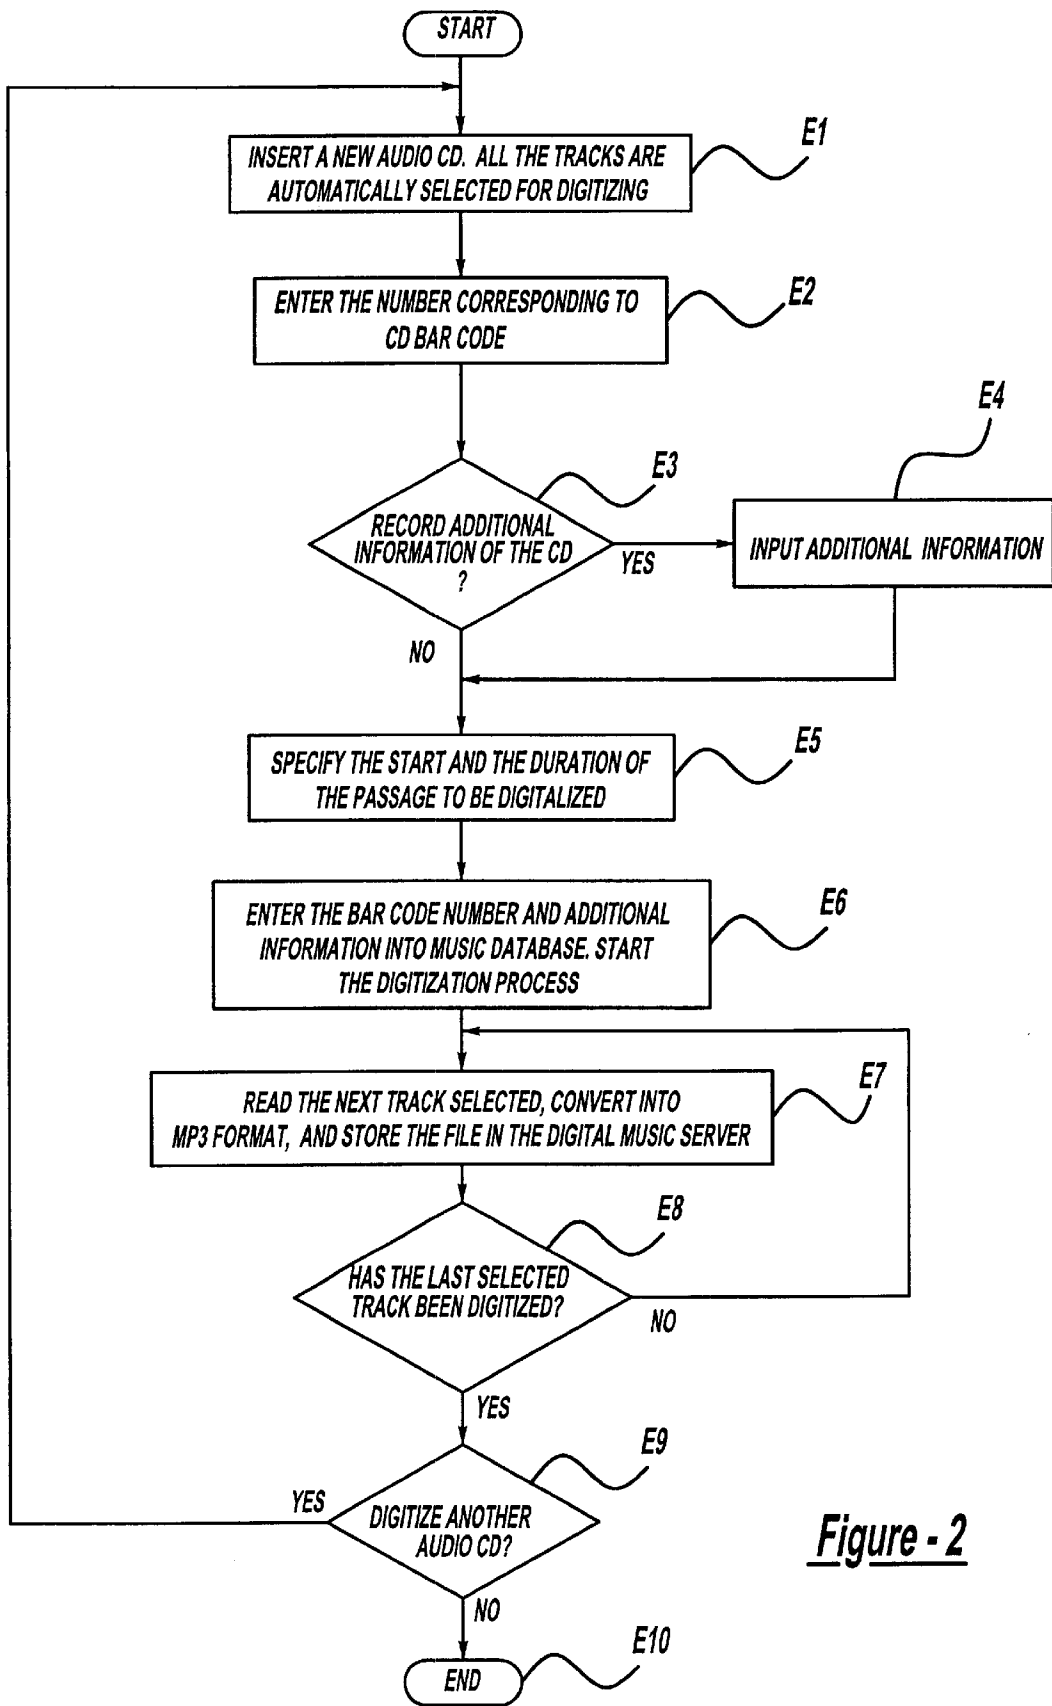 START
INSERT A NEW AUDIO CD. ALL THE TRACKS ARE
AUTOMATICALLY SELECTED FOR DIGITIZING
E1
ENTER THE NUMBER CORRESPONDING TO
CD BAR CODE
E2
E3
RECORD ADDITIONAL
INFORMATION OF THE CD
?
YES
E4
INPUT ADDITIONAL INFORMATION
NO
SPECIFY THE START AND THE DURATION OF
THE PASSAGE TO BE DIGITALIZED
E5
ENTER THE BAR CODE NUMBER AND ADDITIONAL
INFORMATION INTO MUSIC DATABASE. START
THE DIGITIZATION PROCESS
E6
READ THE NEXT TRACK SELECTED, CONVERT INTO
MP3 FORMAT, AND STORE THE FILE IN THE DIGITAL MUSIC SERVER
E7
E8
HAS THE LAST SELECTED
TRACK BEEN DIGITIZED?
NO
YES
E9
YES
DIGITIZE ANOTHER
AUDIO CD?
NO
END
E10
Figure - 2